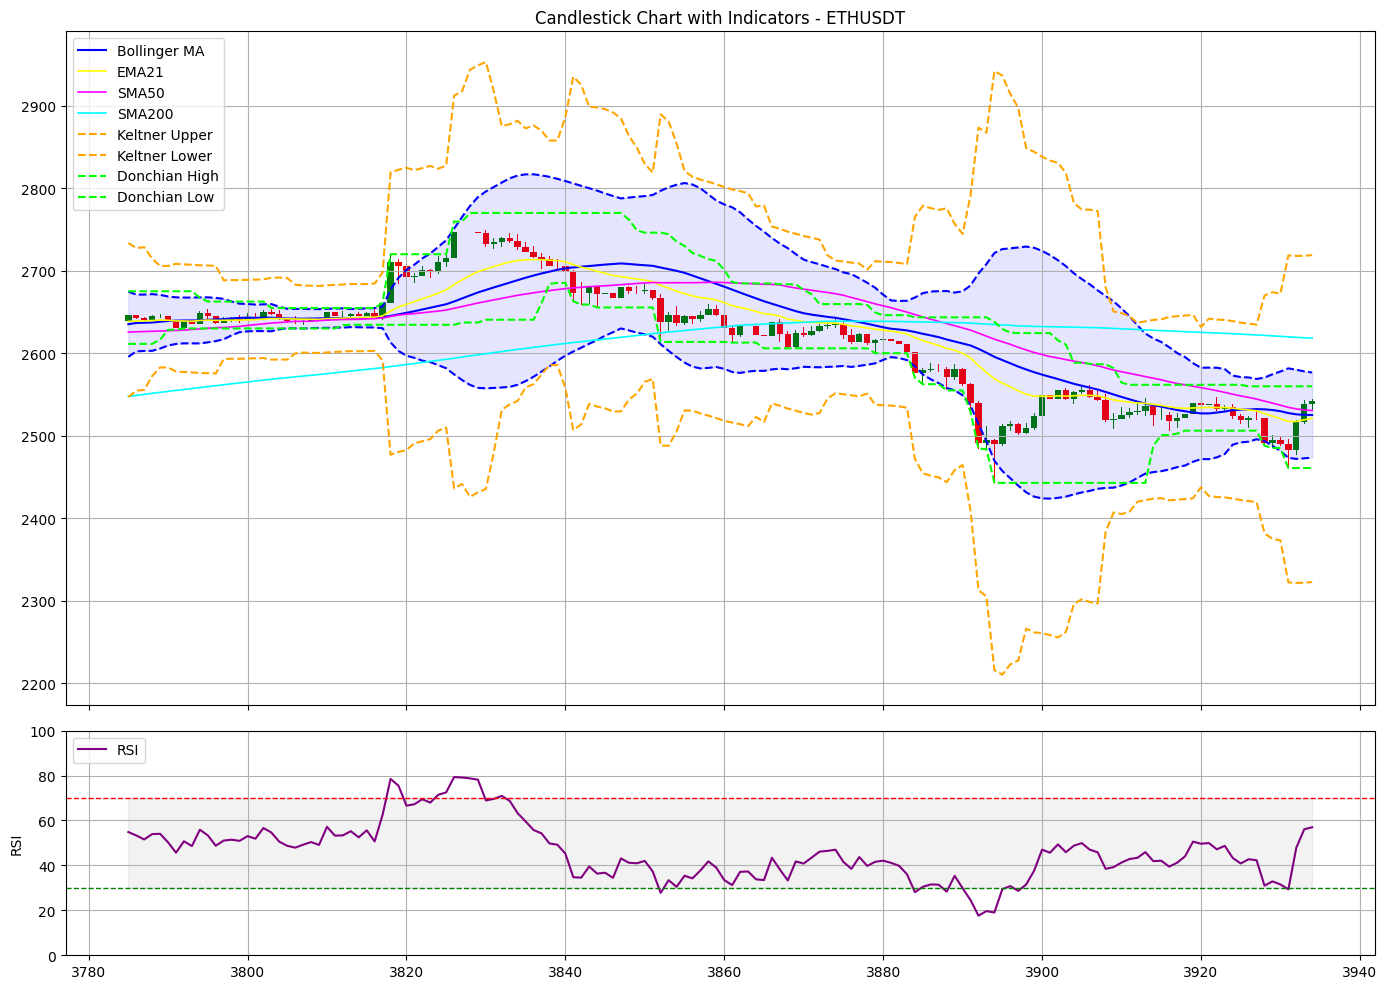 Candlestick Chart with Indicators - ETHUSDT
Bollinger MA
EMA21
SMA50
SMA200
Keltner Upper
Keltner Lower
Donchian High
Donchian Low
2900
2800
2700
2600
2500
2400
2300
2200
RSI
100
80
60
40
20
0
RSI
3780 3800 3820 3840 3860 3880 3900 3920 3940